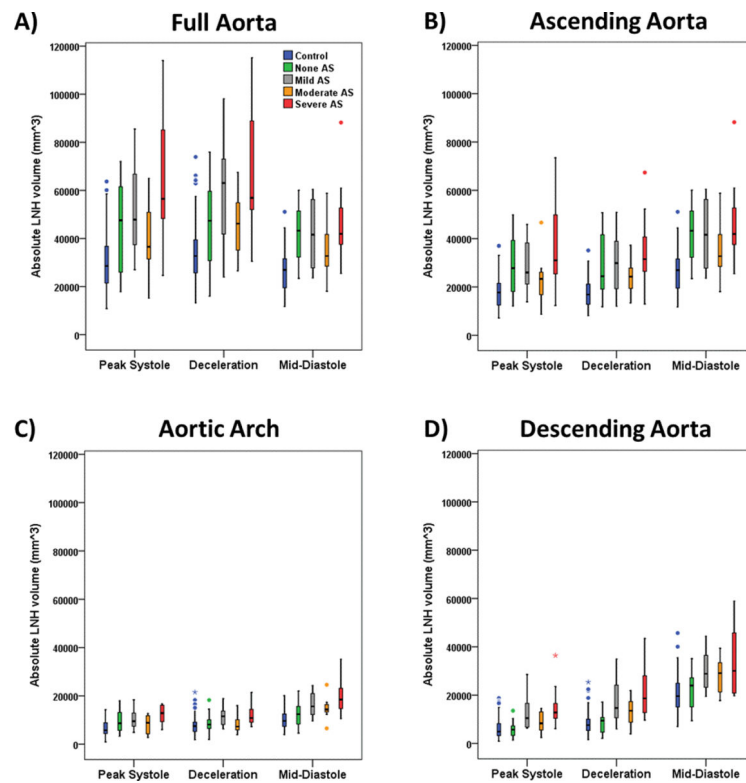 A) Full Aorta
Absolute LNH volume (mm^3)
120000
100000
80000
60000
40000
20000
0
Control
None AS
Mild AS
Moderate AS
Severe AS
Peak Systole Deceleration Mid-Diastole
B) Ascending Aorta
Absolute LNH volume (mm^3)
120000
100000
80000
60000
40000
20000
0
Peak Systole Deceleration Mid-Diastole
C) Aortic Arch
Absolute LNH volume (mm^3)
120000
100000
80000
60000
40000
20000
0
Peak Systole Deceleration Mid-Diastole
D) Descending Aorta
Absolute LNH volume (mm^3)
120000
100000
80000
60000
40000
20000
0
Peak Systole Deceleration Mid-Diastole